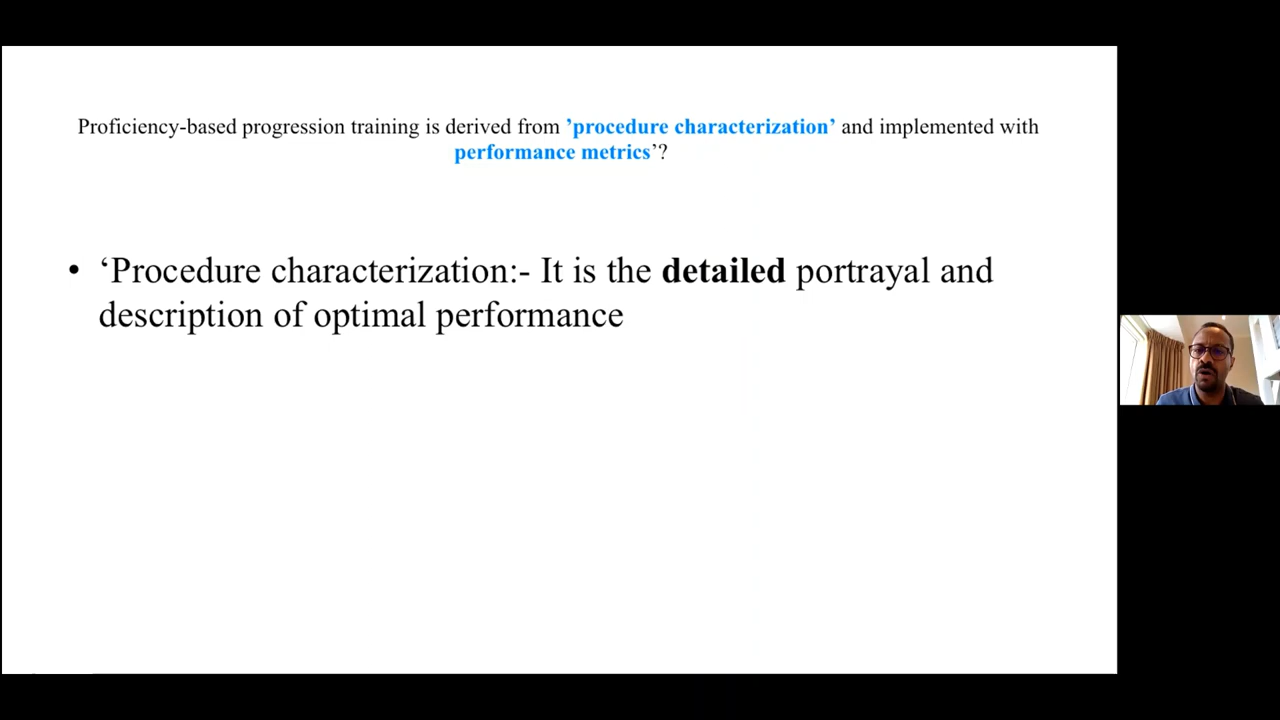 Proficiency-based progression training is derived from ’procedure characterization’ and implemented with
performance metrics’?
• ‘Procedure characterization:- It is the detailed portrayal and
description of optimal performance